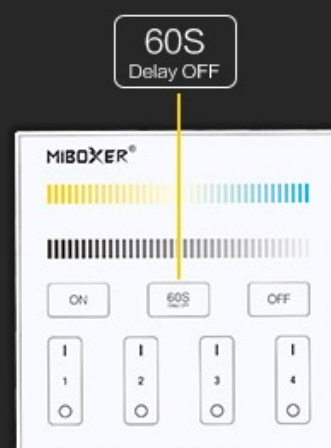 60S
Delay OFF
MIBOXER®
ON
60S
Delay OFF
OFF
I I I I
1 2 3 4
O O O O